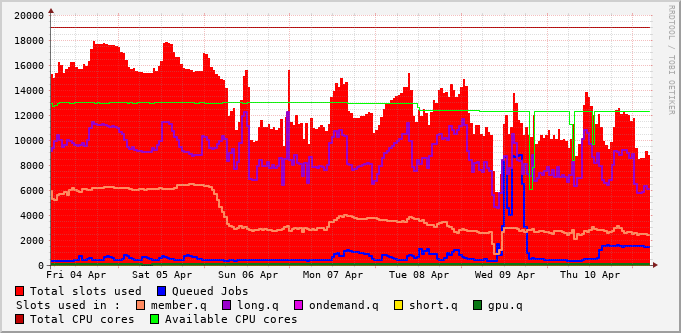 20000
18000
16000
14000
12000
10000
8000
6000
4000
2000
0
Fri 04 Apr Sat 05 Apr Sun 06 Apr Mon 07 Apr Tue 08 Apr Wed 09 Apr Thu 10 Apr
Total slots used Queued Jobs
Slots used in : member.q long.q ondemand.q short.q gpu.q
Total CPU cores Available CPU cores
RRDTOOL / TOBI OETIKER